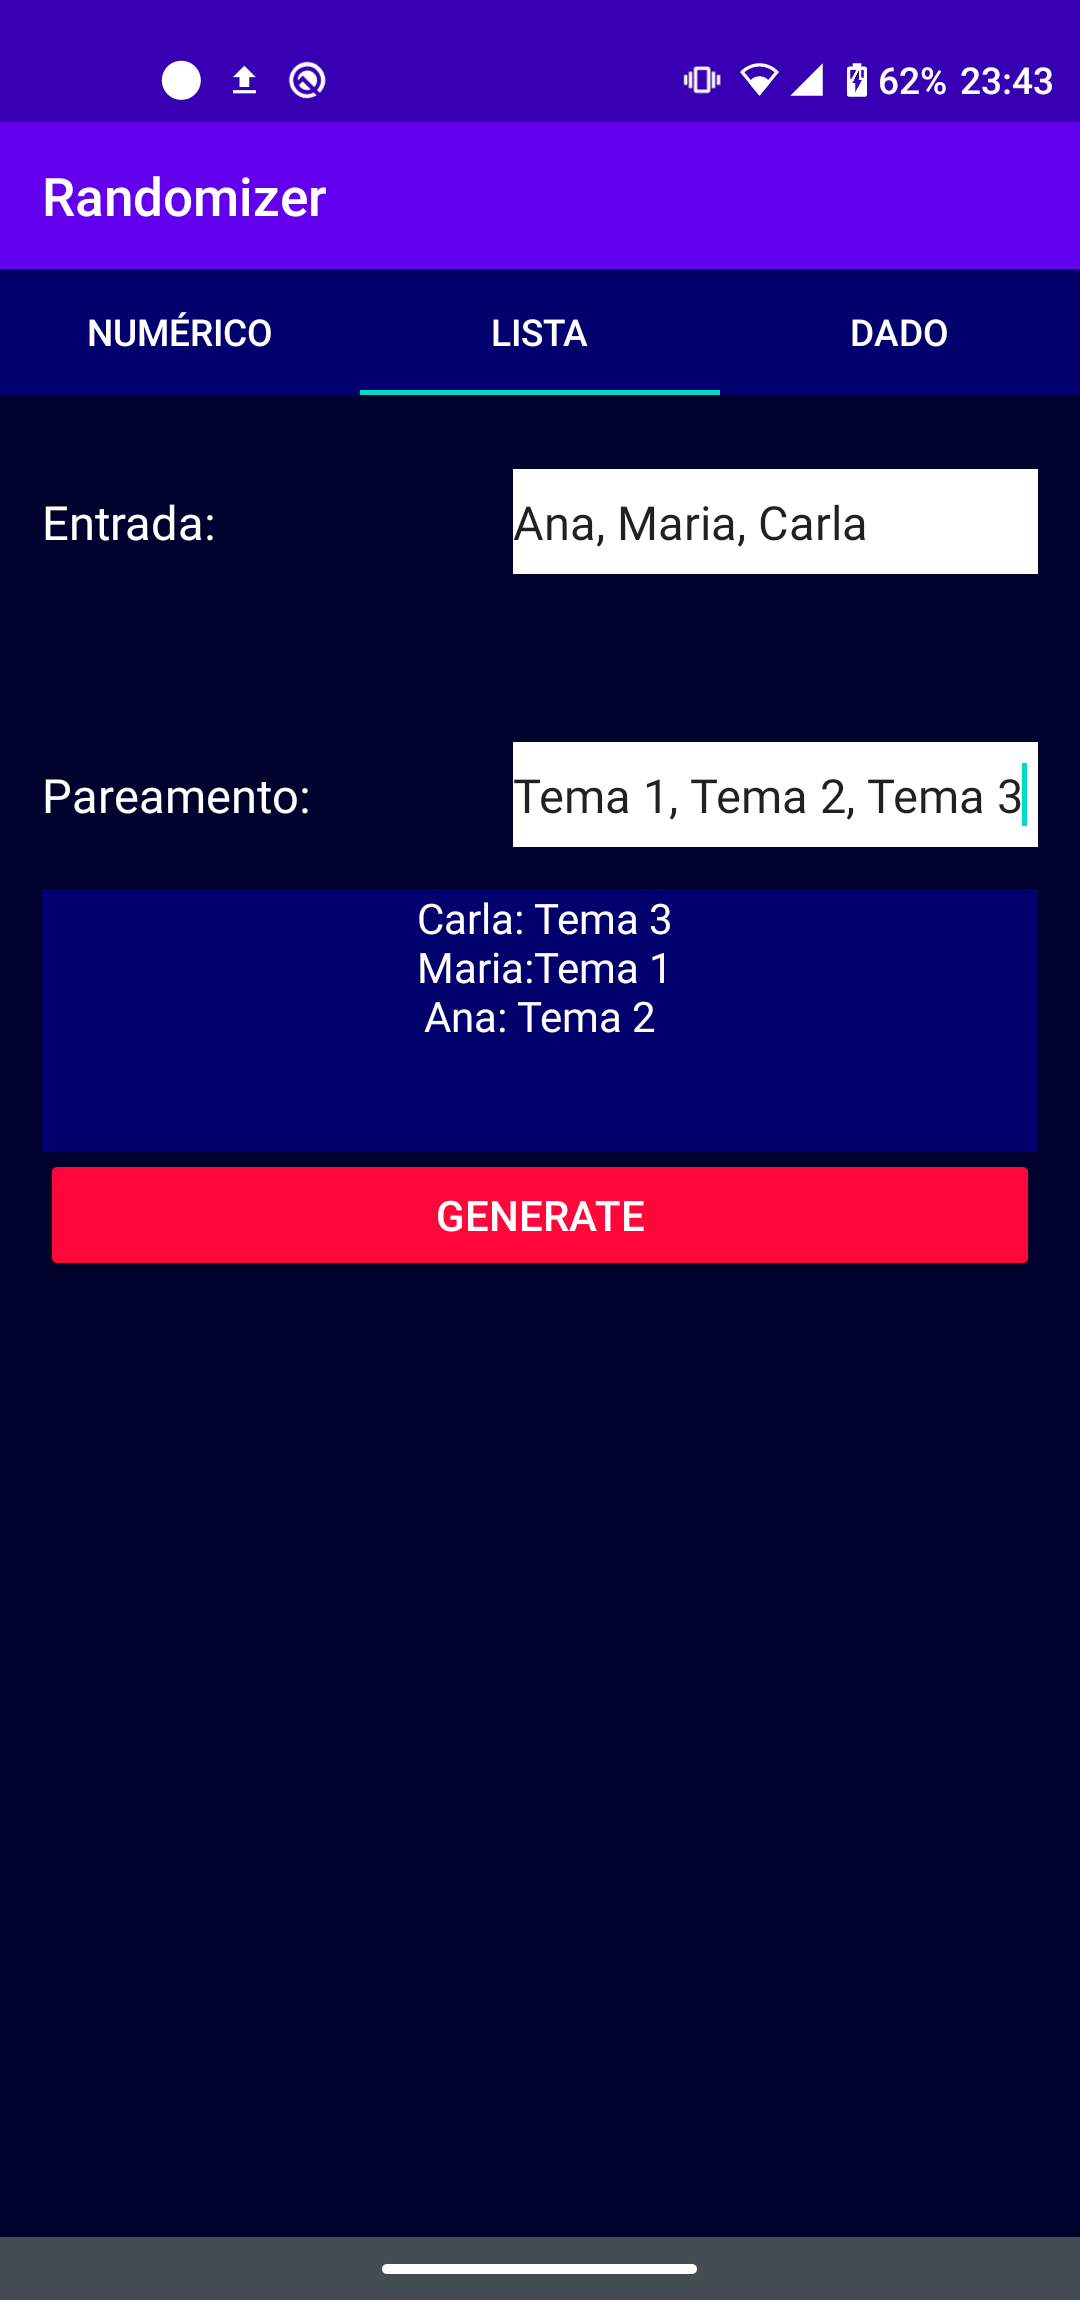 62% 23:43
Randomizer
NUMÉRICO LISTA DADO
Entrada: Ana, Maria, Carla
Pareamento: Tema 1, Tema 2, Tema 3
Carla: Tema 3
Maria:Tema 1
Ana: Tema 2
GENERATE